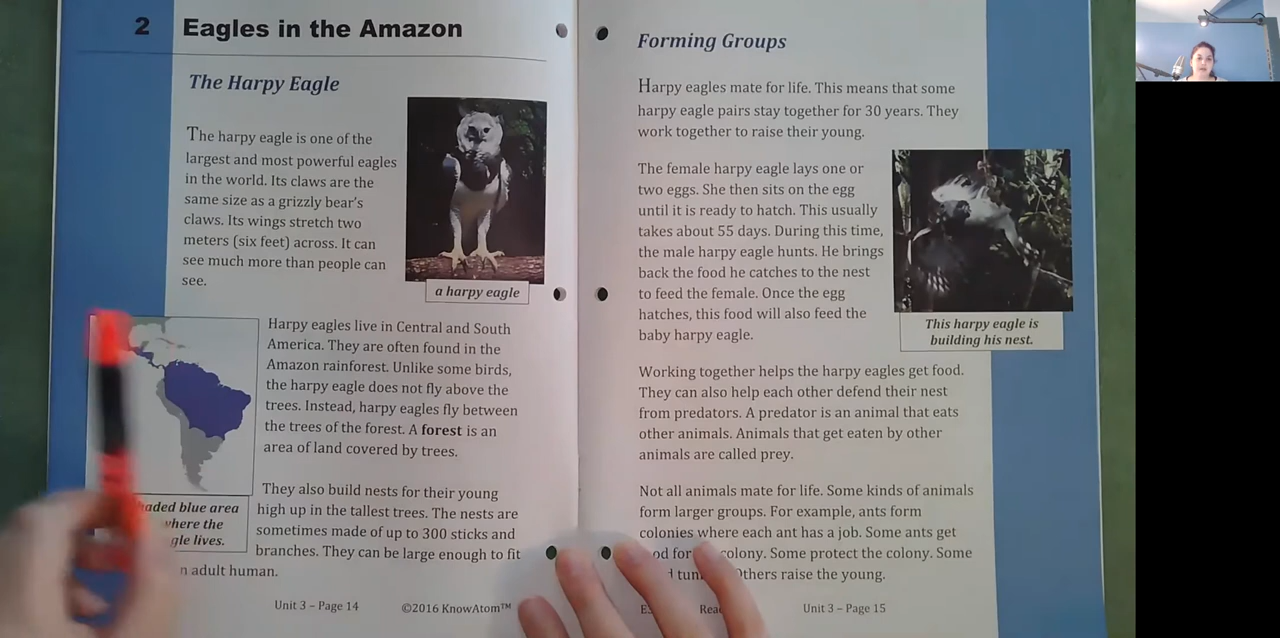 2 Eagles in the Amazon
The Harpy Eagle
The harpy eagle is one of the
largest and most powerful eagles
in the world. Its claws are the
same size as a grizzly bear's
claws. Its wings stretch two
meters (six feet) across. It can
see much more than people can
see.
a harpy eagle
Harpy eagles live in Central and South
America. They are often found in the
Amazon rainforest. Unlike some birds,
the harpy eagle does not fly above the
trees. Instead, harpy eagles fly between
the trees of the forest. A forest is an
area of land covered by trees.
haded blue area
where the
gle lives.
They also build nests for their young
high up in the tallest trees. The nests are
sometimes made of up to 300 sticks and
branches. They can be large enough to fit
n adult human.
Unit 3 – Page 14 ©2016 KnowAtom™
Forming Groups
Harpy eagles mate for life. This means that some
harpy eagle pairs stay together for 30 years. They
work together to raise their young.
The female harpy eagle lays one or
two eggs. She then sits on the egg
until it is ready to hatch. This usually
takes about 55 days. During this time,
the male harpy eagle hunts. He brings
back the food he catches to the nest
to feed the female. Once the egg
hatches, this food will also feed the
baby harpy eagle.
This harpy eagle is
building his nest.
Working together helps the harpy eagles get food.
They can also help each other defend their nest
from predators. A predator is an animal that eats
other animals. Animals that get eaten by other
animals are called prey.
Not all animals mate for life. Some kinds of animals
form larger groups. For example, ants form
colonies where each ant has a job. Some ants get
ood for colony. Some protect the colony. Some
Others raise the young.
Unit 3 – Page 15